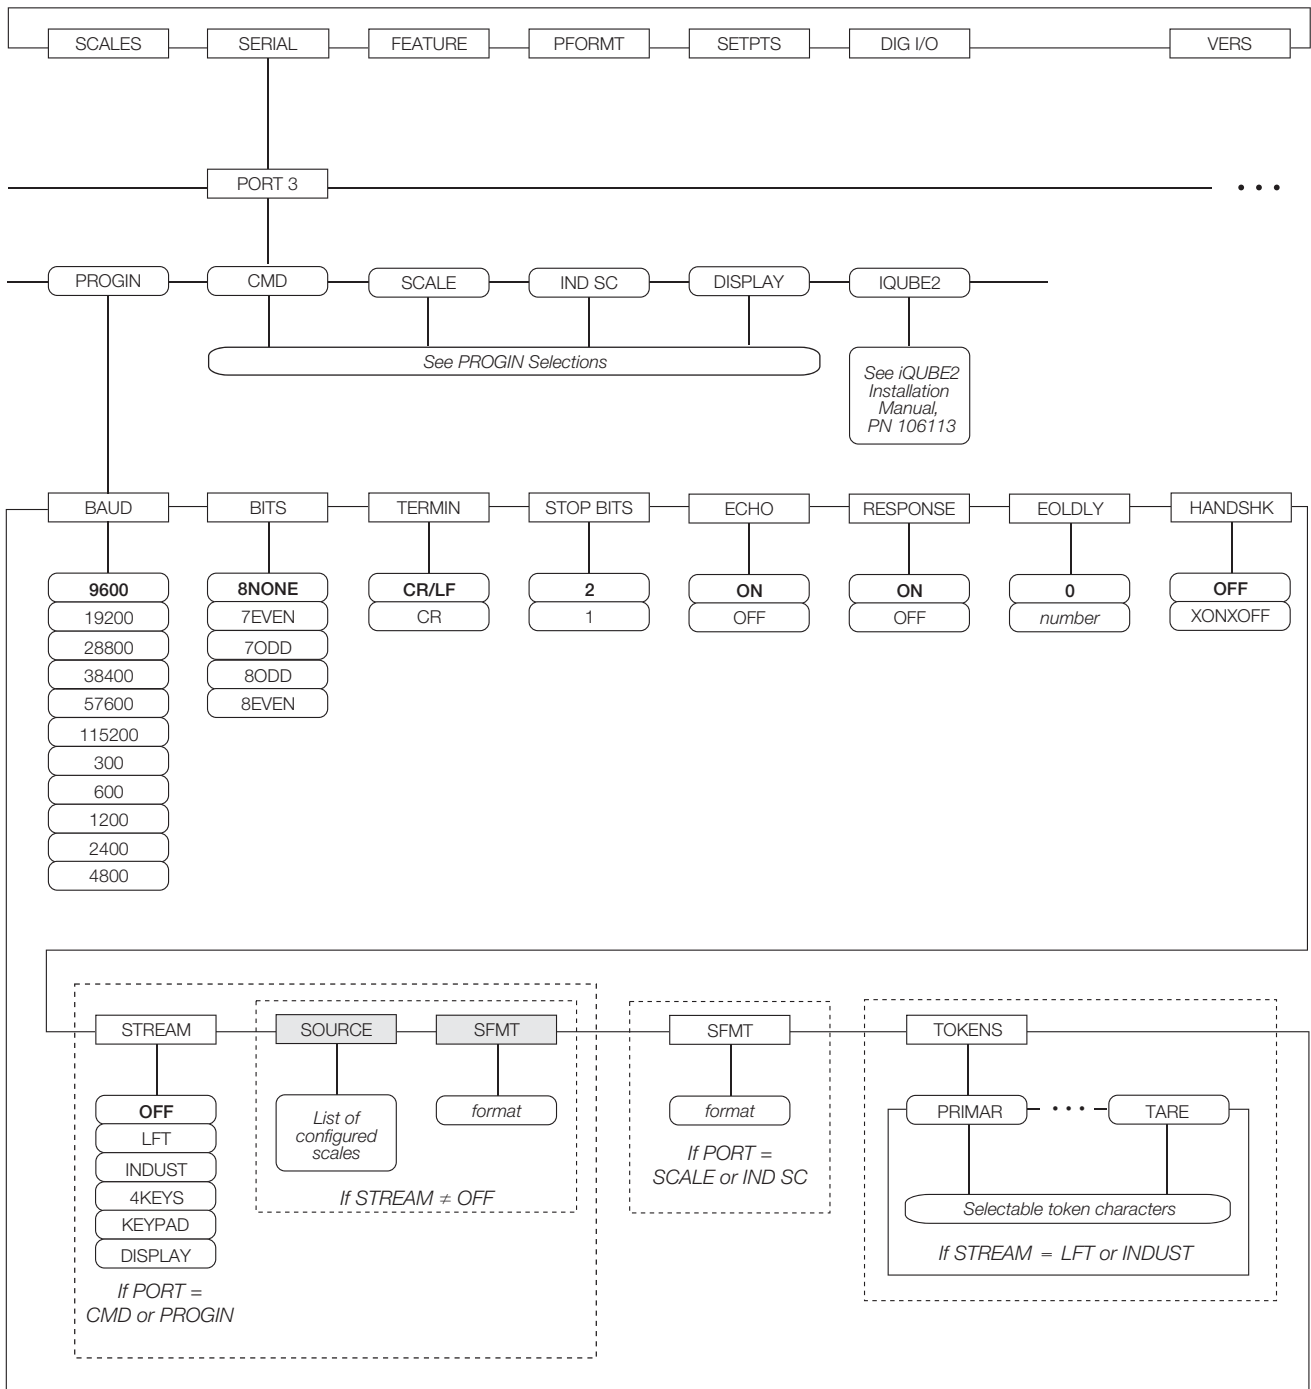 SCALES SERIAL FEATURE PFORMT SETPTS DIG I/O VERS
PORT 3 • • •
PROGIN CMD SCALE IND SC DISPLAY IQUBE2
See PROGIN Selections
See iQUBE2
Installation
Manual,
PN 106113
BAUD BITS TERMIN STOP BITS ECHO RESPONSE EOLDLY HANDSHK
9600 8NONE CR/LF 2 ON ON 0 OFF
19200 7EVEN CR 1 OFF OFF number XONXOFF
28800 7ODD
38400 8ODD
57600 8EVEN
115200
300
600
1200
2400
4800
STREAM SOURCE SFMT SFMT TOKENS
OFF
LFT
INDUST
4KEYS
KEYPAD
DISPLAY
If PORT =
CMD or PROGIN
List of
configured
scales
format
If STREAM ≠ OFF
format
If PORT =
SCALE or IND SC
PRIMAR • • • TARE
Selectable token characters
If STREAM = LFT or INDUST